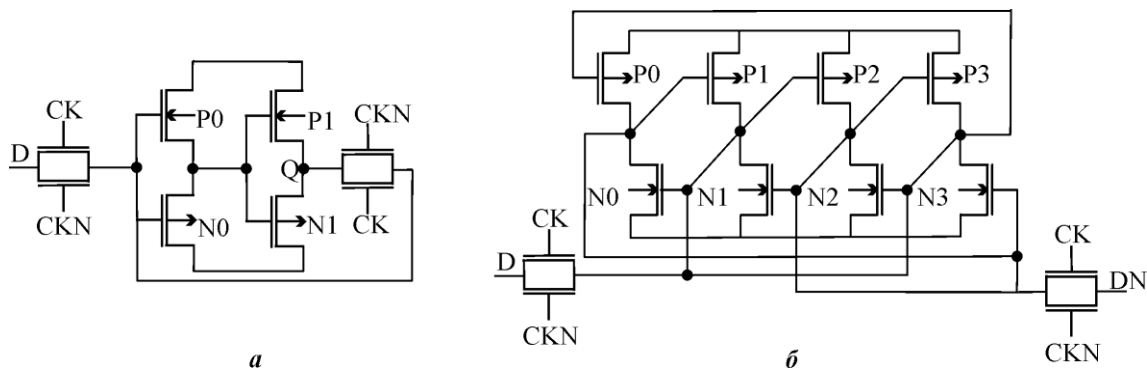 P0 P1 P2 P3
CKN
CK P0 P1
D Q
N0 N1 N2 N3
N0 N1 CK
CK CK
CKN D DN
CKN CKN
а б